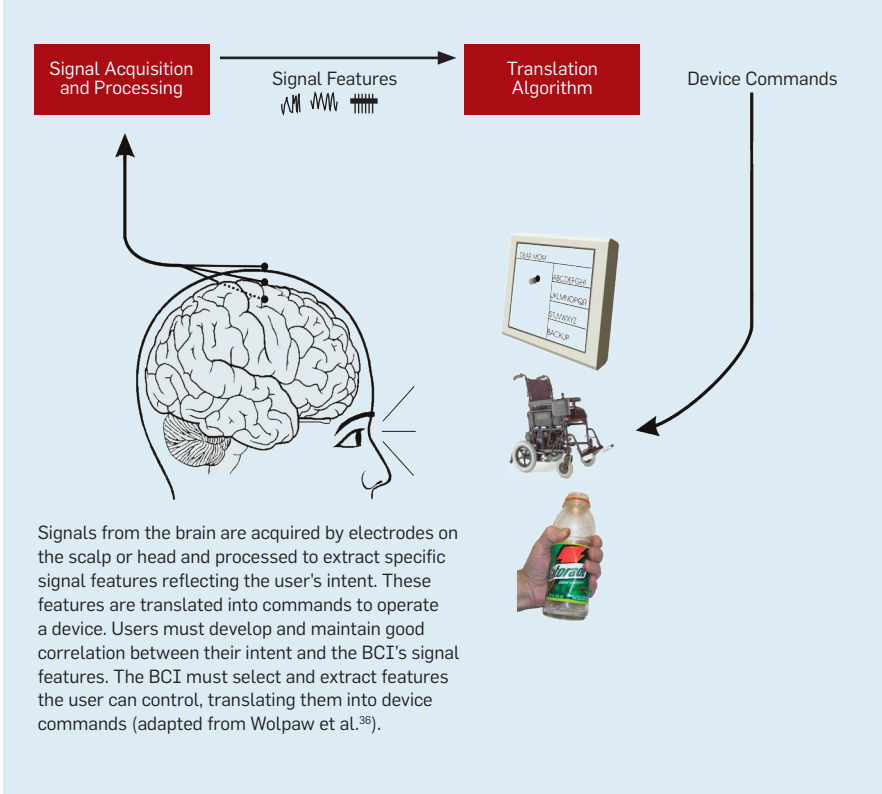 Signal Acquisition
and Processing
Signal Features
Translation
Algorithm
Device Commands
DEAR MOM
ABCDEFGHI
JKLMNOPQR
STUVWXYZ
BACKUP
Signals from the brain are acquired by electrodes on
the scalp or head and processed to extract specific
signal features reflecting the user’s intent. These
features are translated into commands to operate
a device. Users must develop and maintain good
correlation between their intent and the BCI’s signal
features. The BCI must select and extract features
the user can control, translating them into device
commands (adapted from Wolpaw et al.³⁶).